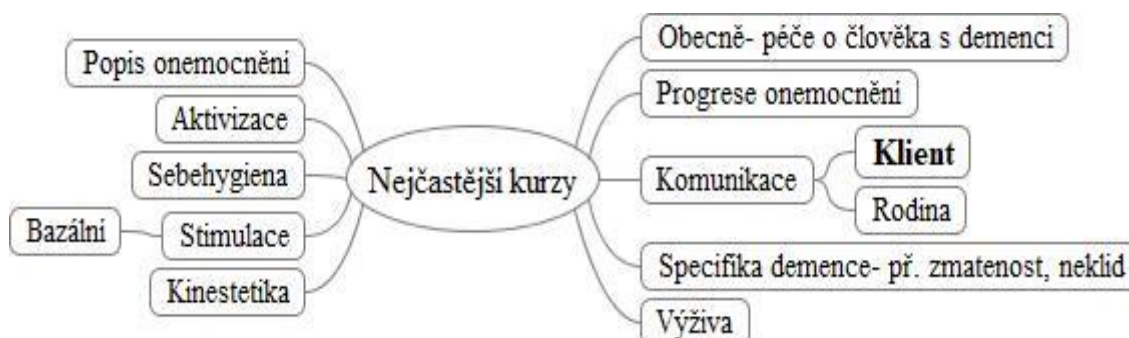 Obecně- péče o člověka s demencí
Popis onemocnění
Progrese onemocnění
Aktivizace
Klient
Sebehygiena
Nejčastější kurzy
Komunikace
Rodina
Bazální
Stimulace
Specifika demence- př. zmatenost, neklid
Kinestetika
Výživa